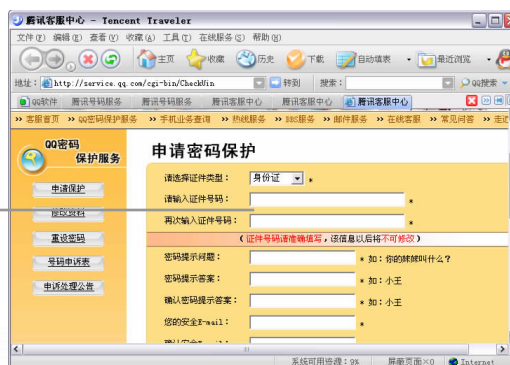 腾讯客服中心 - Tencent Traveler
文件(F) 编辑(E) 查看(V) 收藏(A) 工具(T) 在线服务(S) 帮助(H)
主页 收藏 历史 下载 自动填表 最近浏览
地址: http://service.qq.com/cgi-bin/CheckUin 转到 搜索: QQ搜索
QQ软件 腾讯号码服务 腾讯号码服务 腾讯客服中心 腾讯客服中心 腾讯客服中心
>> 客服首页 >> QQ密码保护服务 >> 手机业务查询 >> 热线服务 >> BBS服务 >> 邮件服务 >> 在线客服 >> 常见问答 >> 走近
QQ密码
保护服务
申请保护
修改资料
重设密码
号码申诉表
申诉处理公告
申请密码保护
请选择证件类型: 身份证 *
请输入证件号码: *
再次输入证件号码: *
(证件号码请准确填写,该信息以后将不可修改)
密码提示问题: * 如:你的妹妹叫什么?
密码提示答案: * 如:小王
确认密码提示答案: * 如:小王
您的安全E-mail: *
系统可用资源:9% 屏蔽页面×0 Internet